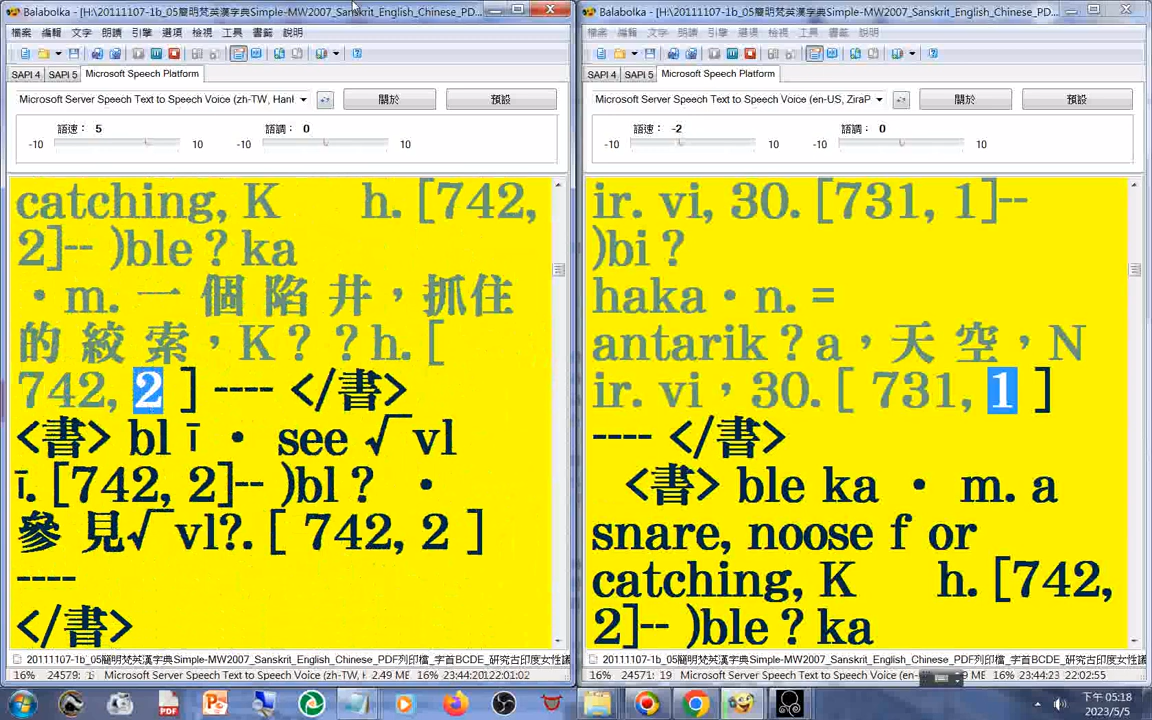 Balabolka - [H:\20111107-1b_05簡明梵英漢字典Simple-MW2007_Sanskrit_English_Chinese_PD...
檔案 編輯 文字 朗讀 引擎 選項 檢視 工具 書籤 說明
SAPI 4 SAPI 5 Microsoft Speech Platform
Microsoft Server Speech Text to Speech Voice (zh-TW, Hanl 關於 預設
語速: 5 語調: 0
-10 10 -10 10
catching, K h. [742,
2]-- )ble ? ka
• m. 一 個 陷 井，抓住
的 絞 索，K ? ? h. [
742, 2 ] ---- </書>
<書> bl ī • see √ vl
ī. [742, 2]-- )bl ? •
參 見√ vl?. [ 742, 2 ]
----
</書>
20111107-1b_05簡明梵英漢字典Simple-MW2007_Sanskrit_English_Chinese_PDF列印檔_字首BCDE_研究古印度女性議
16% 24579: Microsoft Server Speech Text to Speech Voice (zh-TW, 2.49 ME 16% 23:44:20 22:01:02
Balabolka - [H:\20111107-1b_05簡明梵英漢字典Simple-MW2007_Sanskrit_English_Chinese_PD...
檔案 編輯 文字 朗讀 引擎 選項 檢視 工具 書籤 說明
SAPI 4 SAPI 5 Microsoft Speech Platform
Microsoft Server Speech Text to Speech Voice (en-US, ZiraP 關於 預設
語速: -2 語調: 0
-10 10 -10 10
ir. vi, 30. [731, 1]--
)bi ?
haka • n. =
antarik ? a，天 空，N
ir. vi，30. [ 731, 1 ]
---- </書>
<書> ble ka • m. a
snare, noose f or
catching, K h. [742,
2]-- )ble ? ka
20111107-1b_05簡明梵英漢字典Simple-MW2007_Sanskrit_English_Chinese_PDF列印檔_字首BCDE_研究古印度女性議
16% 24571: 19 Microsoft Server Speech Text to Speech Voice (en- 16% 23:44:23 22:02:55
PDF
下午 05:18
2023/5/5